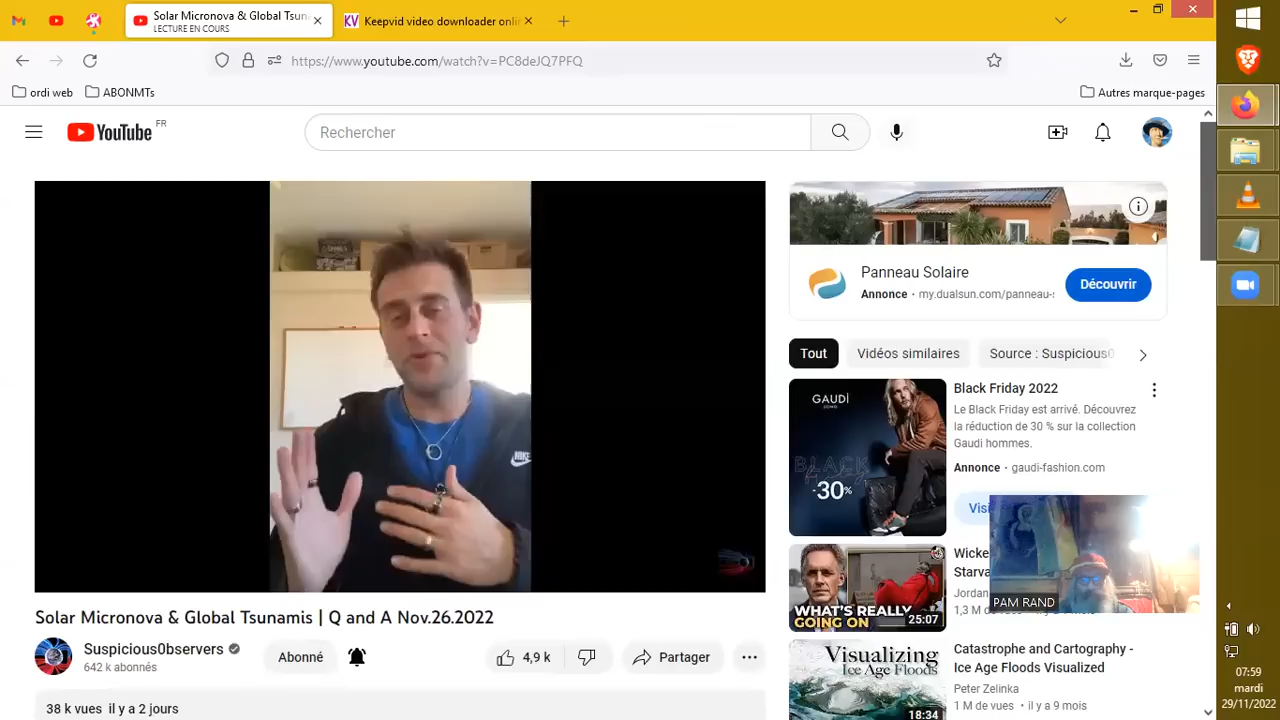 Solar Micronova & Global Tsuna
LECTURE EN COURS
KV Keepvid video downloader onli
https://www.youtube.com/watch?v=PC8deJQ7PFQ
ordi web
ABONMTs
Autres marque-pages
YouTube FR
Rechercher
Panneau Solaire
Annonce · my.dualsun.com/panneau-s
Découvrir
Tout
Vidéos similaires
Source : Suspicious0
GAUDÌ
BLACK
-30%
Black Friday 2022
Le Black Friday est arrivé. Découvrez
la réduction de 30 % sur la collection
Gaudi hommes.
Annonce · gaudi-fashion.com
Visi
NIKE
WHAT'S REALLY
GOING ON
25:07
Wicke
Starva
Jordan
1,3 M de vues
PAM RAND
Solar Micronova & Global Tsunamis | Q and A Nov.26.2022
Suspicious0bservers
642 k abonnés
Abonné
4,9 k
Partager
38 k vues il y a 2 jours
Visualizing
Ice Age Floods
18:34
Catastrophe and Cartography -
Ice Age Floods Visualized
Peter Zelinka
1 M de vues · il y a 9 mois
07:59
mardi
29/11/2022